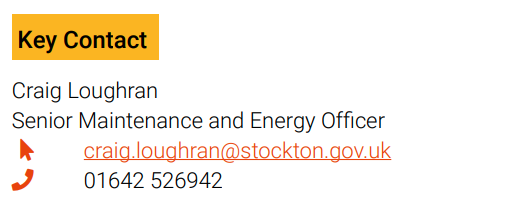 Key Contact
Craig Loughran
Senior Maintenance and Energy Officer
craig.loughran@stockton.gov.uk
01642 526942